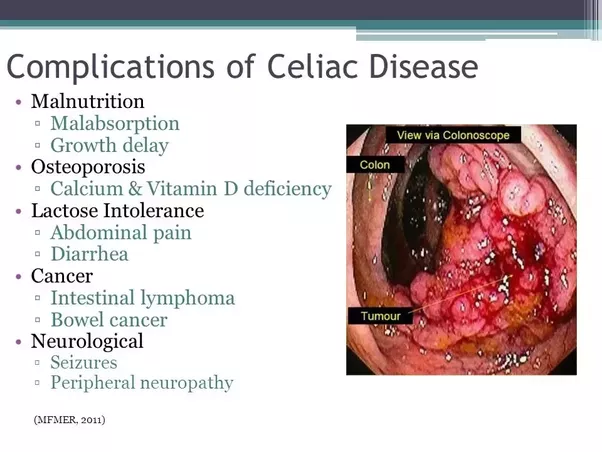 Complications of Celiac Disease
• Malnutrition
▫ Malabsorption
▫ Growth delay
• Osteoporosis
▫ Calcium & Vitamin D deficiency
• Lactose Intolerance
▫ Abdominal pain
▫ Diarrhea
• Cancer
▫ Intestinal lymphoma
▫ Bowel cancer
• Neurological
▫ Seizures
▫ Peripheral neuropathy
(MFMER, 2011)
View via Colonoscope
Colon
Tumour